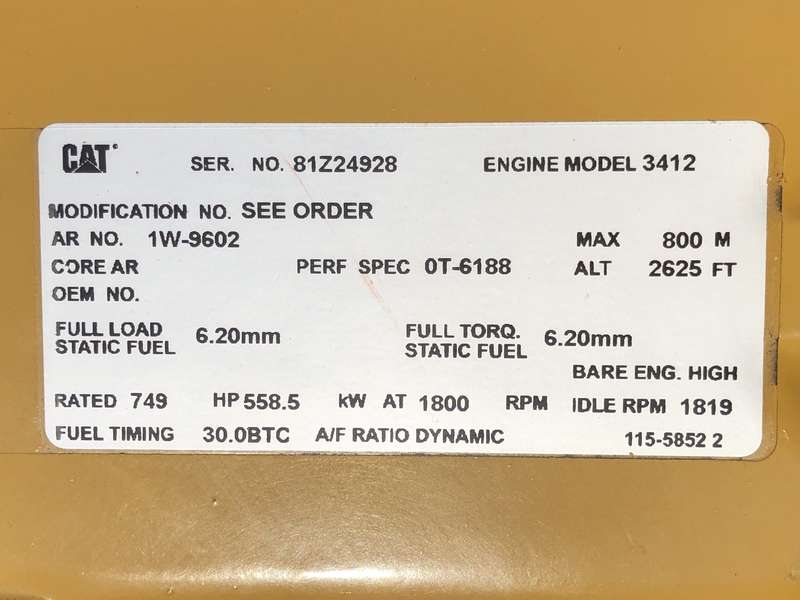 CAT SER. NO. 81Z24928 ENGINE MODEL 3412
MODIFICATION NO. SEE ORDER
AR NO. 1W-9602 MAX 800 M
CORE AR PERF SPEC 0T-6188 ALT 2625 FT
OEM NO.
FULL LOAD 6.20mm FULL TORQ. 6.20mm
STATIC FUEL STATIC FUEL
BARE ENG. HIGH
RATED 749 HP 558.5 kW AT 1800 RPM IDLE RPM 1819
FUEL TIMING 30.0BTC A/F RATIO DYNAMIC 115-5852 2